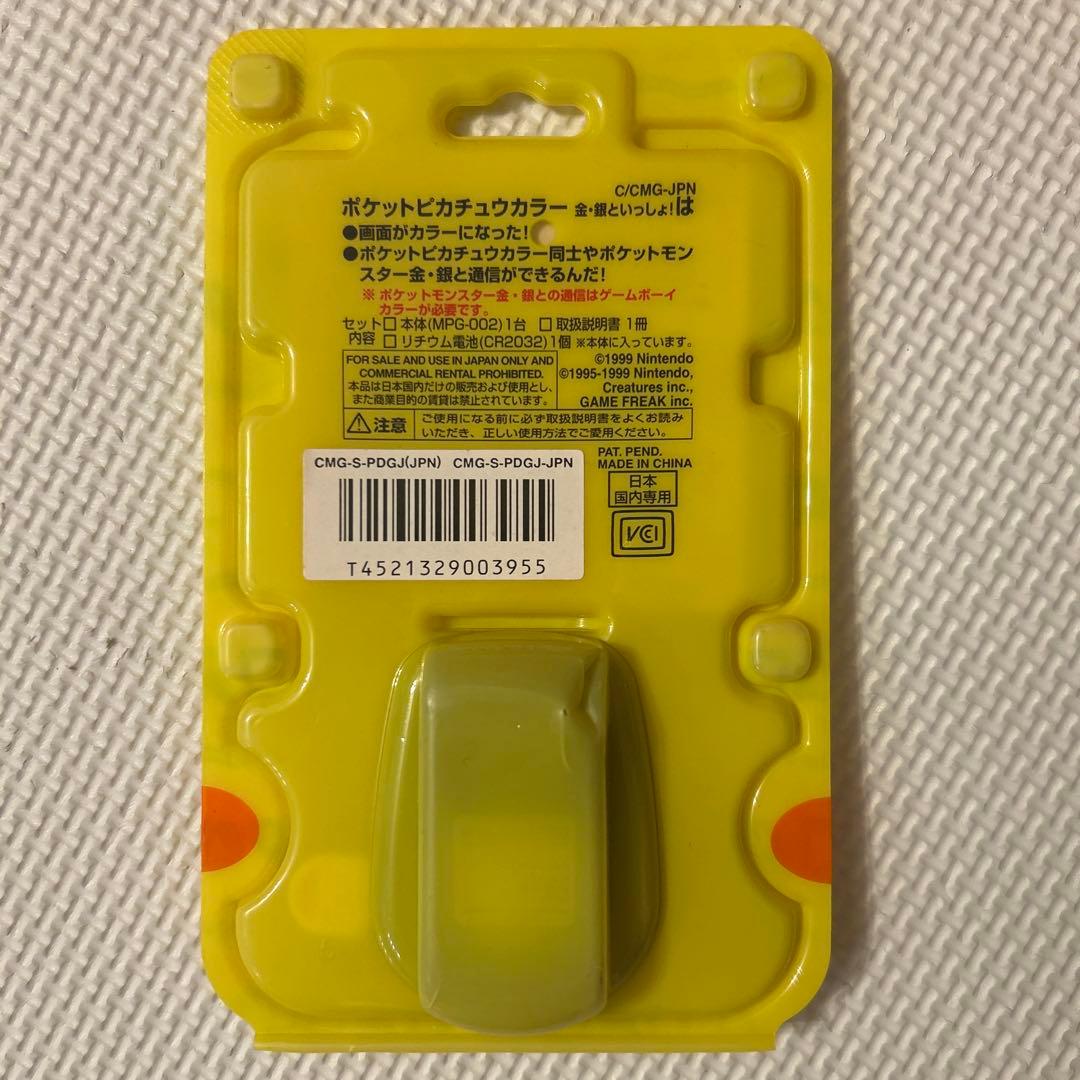 C/CMG-JPN
ポケットピカチュウカラー 金・銀といっしょ!は
●画面がカラーになった!
●ポケットピカチュウカラー同士やポケットモン
スター金・銀と通信ができるんだ!
※ ポケットモンスター金・銀との通信はゲームボーイ
カラーが必要です。
セット内容 □ 本体(MPG-002)1台 □ 取扱説明書 1冊
□ リチウム電池(CR2032)1個 ※本体に入っています。
FOR SALE AND USE IN JAPAN ONLY AND
COMMERCIAL RENTAL PROHIBITED.
本品は日本国内だけの販売および使用とし、
また商業目的の賃貸は禁止されています。
©1999 Nintendo
©1995-1999 Nintendo,
Creatures inc.,
GAME FREAK inc.
注意
ご使用になる前に必ず取扱説明書をよくお読み
いただき、正しい使用方法でご愛用ください。
CMG-S-PDGJ(JPN) CMG-S-PDGJ-JPN
T4521329003955
PAT. PEND.
MADE IN CHINA
日本
国内専用
VCCI